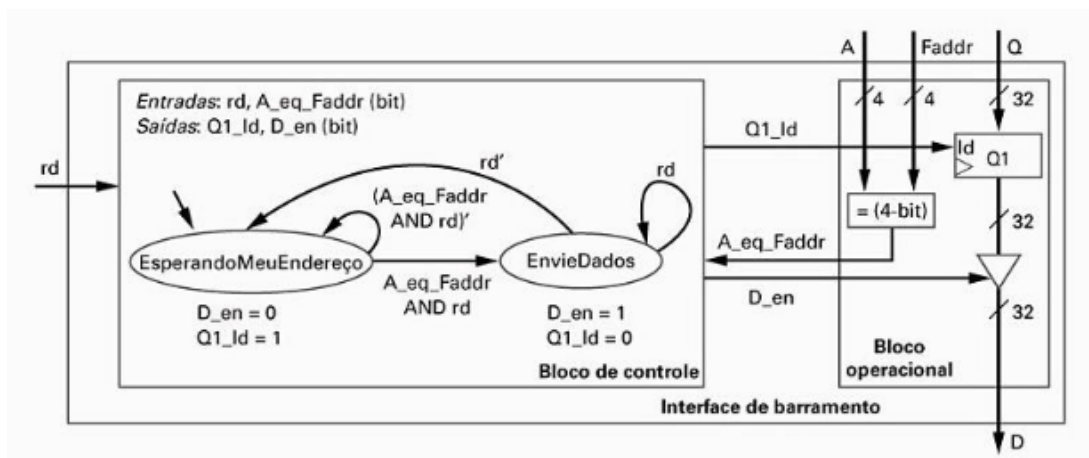 A Faddr Q
Entradas: rd, A_eq_Faddr (bit)
Saídas: Q1_ld, D_en (bit)
4 4 32
rd
rd'
rd
Q1_ld
ld Q1
(A_eq_Faddr
AND rd)'
= (4-bit)
32
EsperandoMeuEndereço
EnvieDados
A_eq_Faddr
A_eq_Faddr
AND rd
D_en
D_en = 0
Q1_ld = 1
D_en = 1
Q1_ld = 0
32
Bloco de controle
Bloco
operacional
Interface de barramento
D